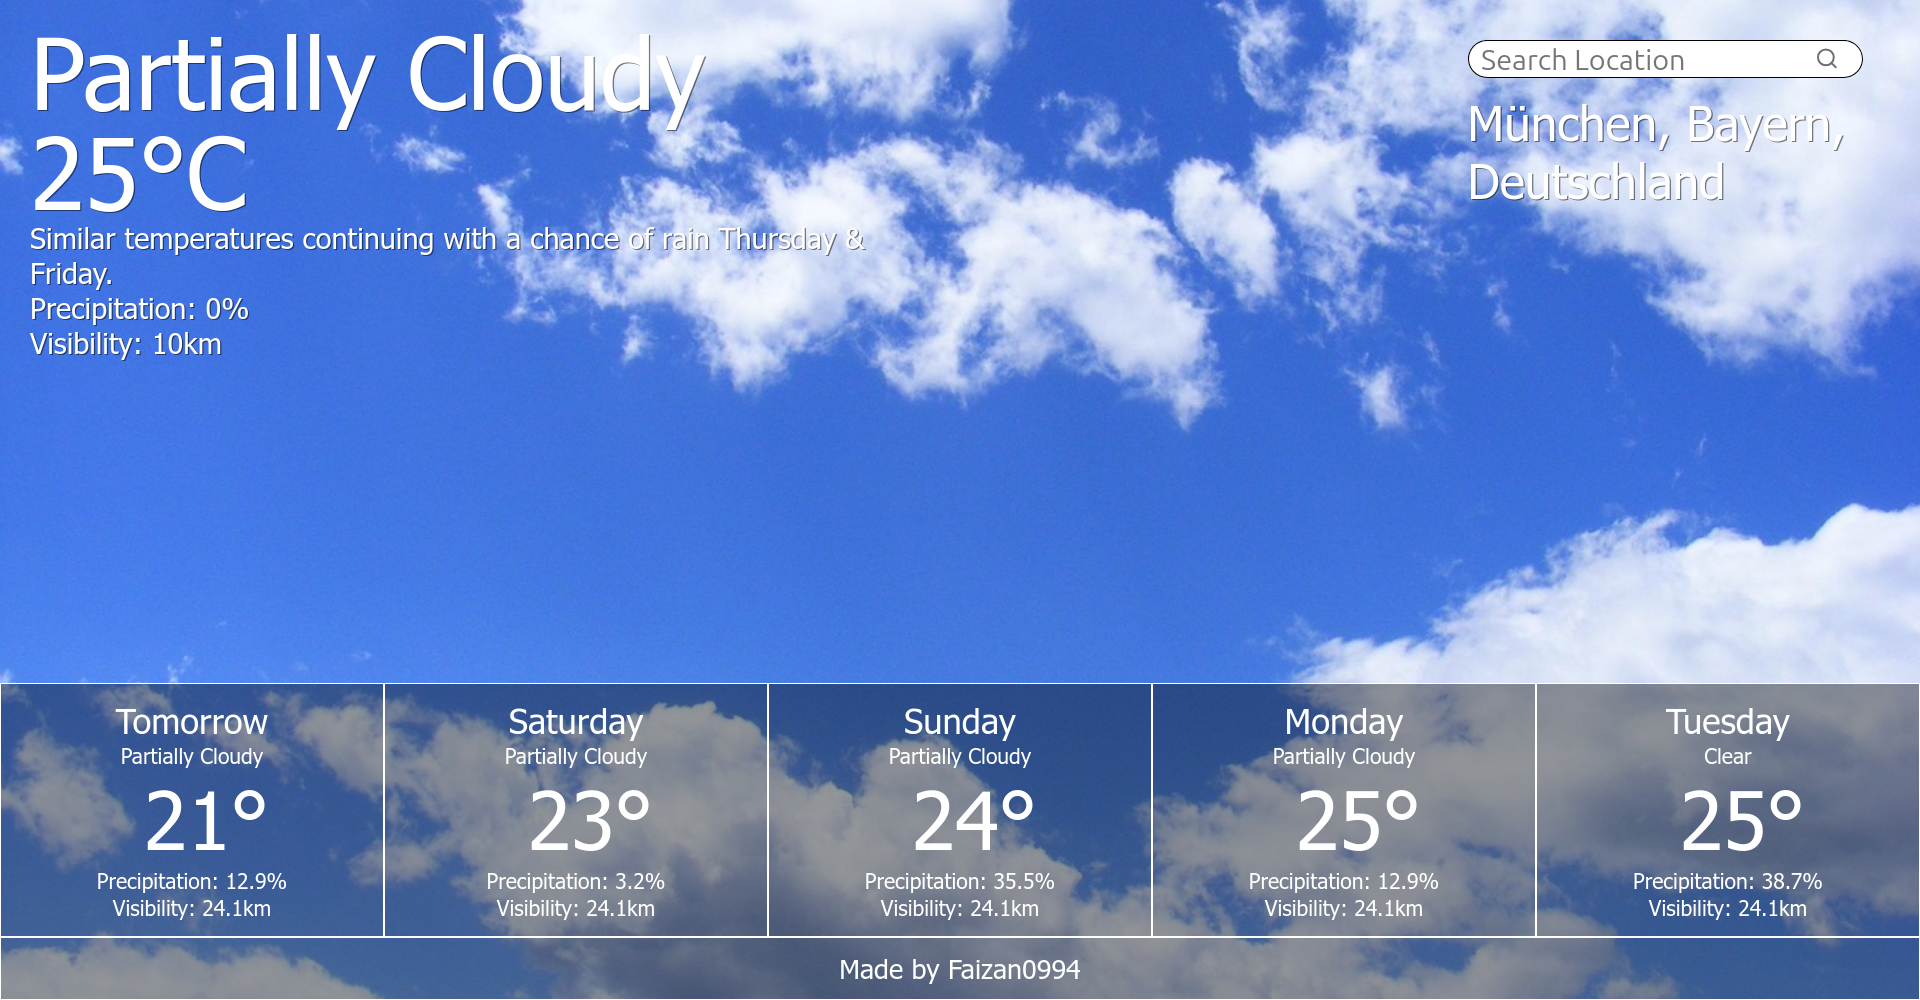 Partially Cloudy
25°C
Similar temperatures continuing with a chance of rain Thursday &
Friday.
Precipitation: 0%
Visibility: 10km
Search Location
München, Bayern,
Deutschland
Tomorrow
Partially Cloudy
21°
Precipitation: 12.9%
Visibility: 24.1km
Saturday
Partially Cloudy
23°
Precipitation: 3.2%
Visibility: 24.1km
Sunday
Partially Cloudy
24°
Precipitation: 35.5%
Visibility: 24.1km
Monday
Partially Cloudy
25°
Precipitation: 12.9%
Visibility: 24.1km
Tuesday
Clear
25°
Precipitation: 38.7%
Visibility: 24.1km
Made by Faizan0994